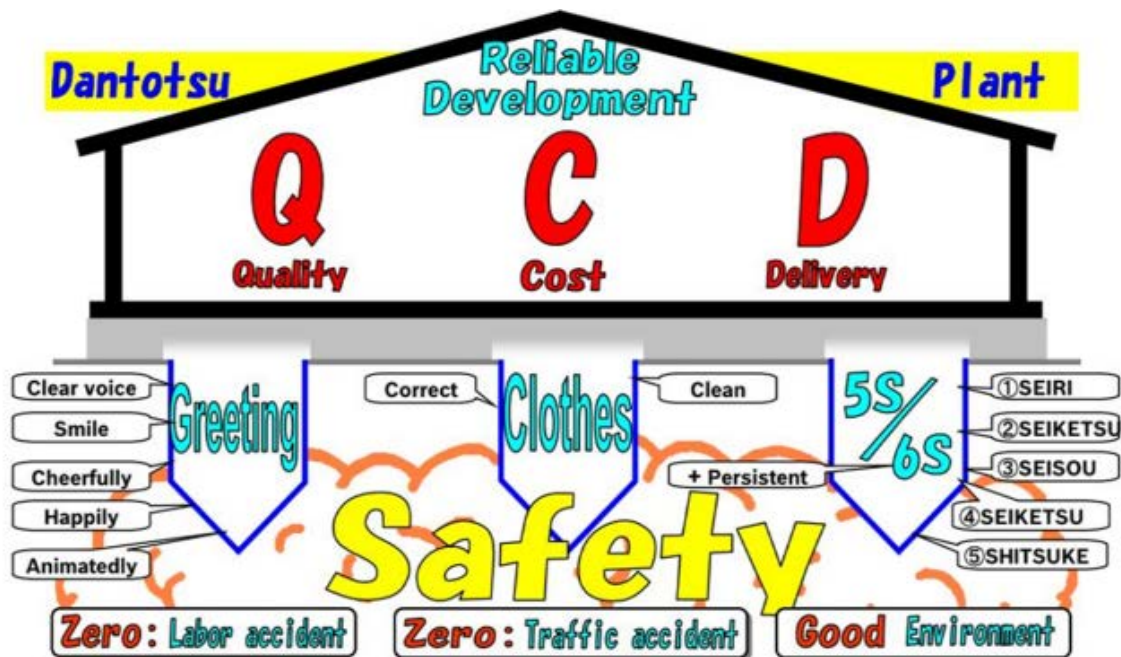 Dantotsu
Reliable
Development
Plant
Q
Quality
C
Cost
D
Delivery
Greeting
Clear voice
Smile
Cheerfully
Happily
Animatedly
Clothes
Correct
Clean
5S/6S
①SEIRI
②SEIKETSU
③SEISOU
④SEIKETSU
⑤SHITSUKE
+ Persistent
Safety
Zero: Labor accident
Zero: Traffic accident
Good Environment